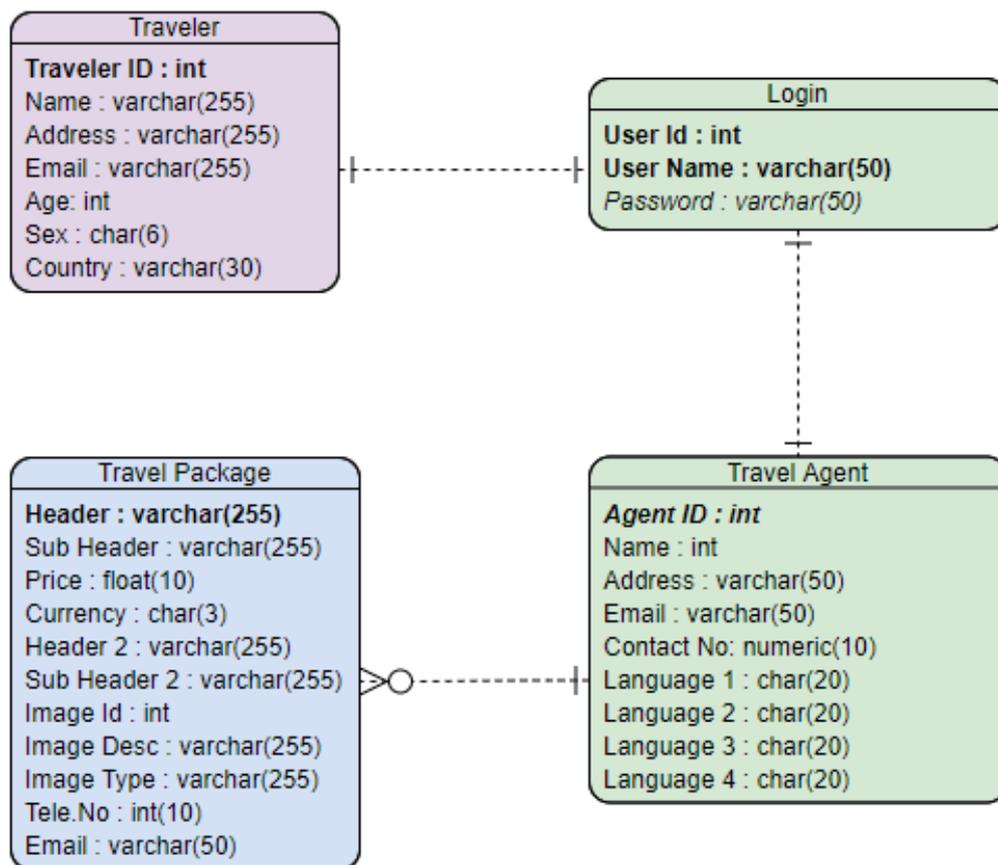 Traveler
Traveler ID : int
Name : varchar(255)
Address : varchar(255)
Email : varchar(255)
Age: int
Sex : char(6)
Country : varchar(30)
Login
User Id : int
User Name : varchar(50)
Password : varchar(50)
Travel Package
Header : varchar(255)
Sub Header : varchar(255)
Price : float(10)
Currency : char(3)
Header 2 : varchar(255)
Sub Header 2 : varchar(255)
Image Id : int
Image Desc : varchar(255)
Image Type : varchar(255)
Tele.No : int(10)
Email : varchar(50)
Travel Agent
Agent ID : int
Name : int
Address : varchar(50)
Email : varchar(50)
Contact No: numeric(10)
Language 1 : char(20)
Language 2 : char(20)
Language 3 : char(20)
Language 4 : char(20)